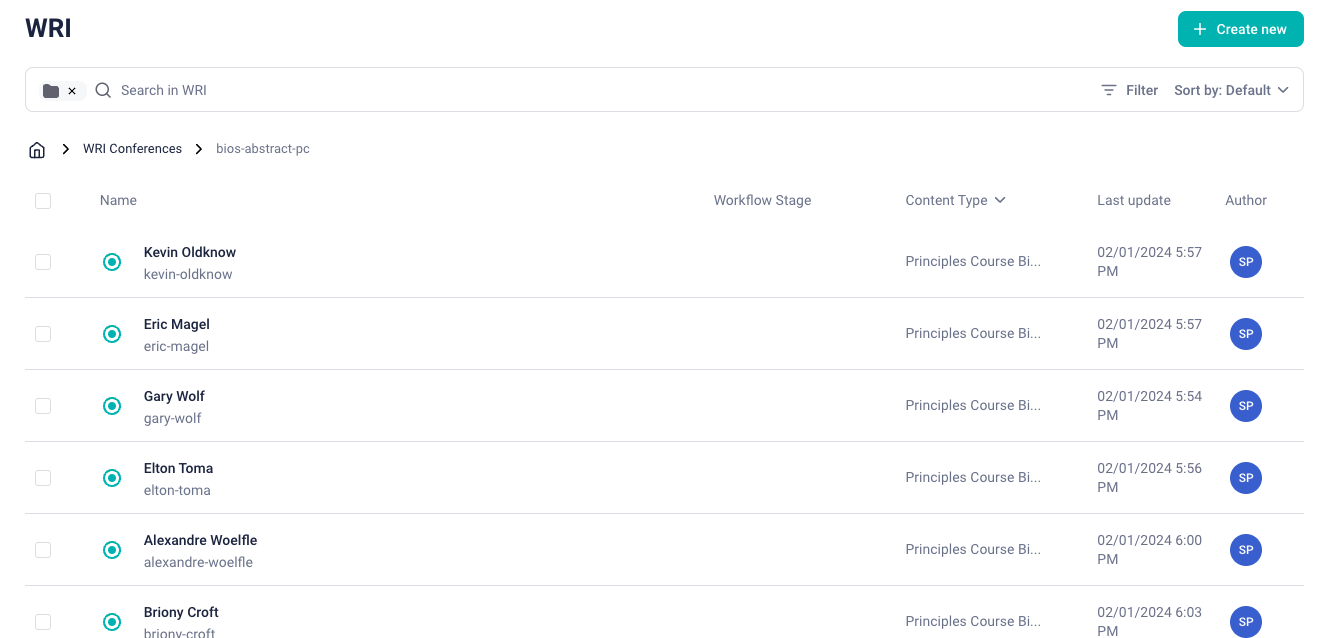 WRI
Create new
Search in WRI
Filter
Sort by: Default
WRI Conferences
bios-abstract-pc
Name
Workflow Stage
Content Type
Last update
Author
Kevin Oldknow
kevin-oldknow
Principles Course Bi...
02/01/2024 5:57
PM
SP
Eric Magel
eric-magel
Principles Course Bi...
02/01/2024 5:57
PM
SP
Gary Wolf
gary-wolf
Principles Course Bi...
02/01/2024 5:54
PM
SP
Elton Toma
elton-toma
Principles Course Bi...
02/01/2024 5:56
PM
SP
Alexandre Woelfle
alexandre-woelfle
Principles Course Bi...
02/01/2024 6:00
PM
SP
Briony Croft
briony-croft
Principles Course Bi...
02/01/2024 6:03
PM
SP